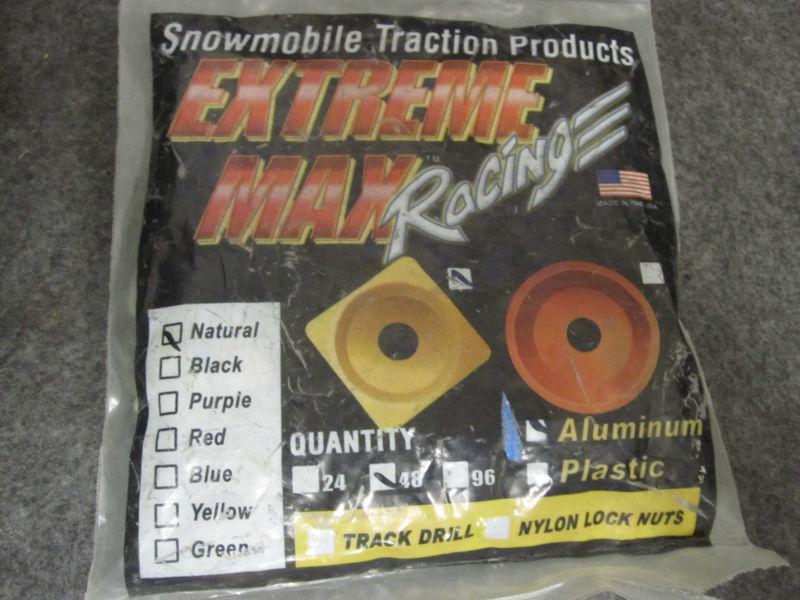 Snowmobile Traction Products
EXTREME
MAX™ Racing
MADE IN THE USA
Natural
Black
Purple
Red
Blue
Yellow
Green
QUANTITY
24 48 96
Aluminum
Plastic
TRACK DRILL NYLON LOCK NUTS